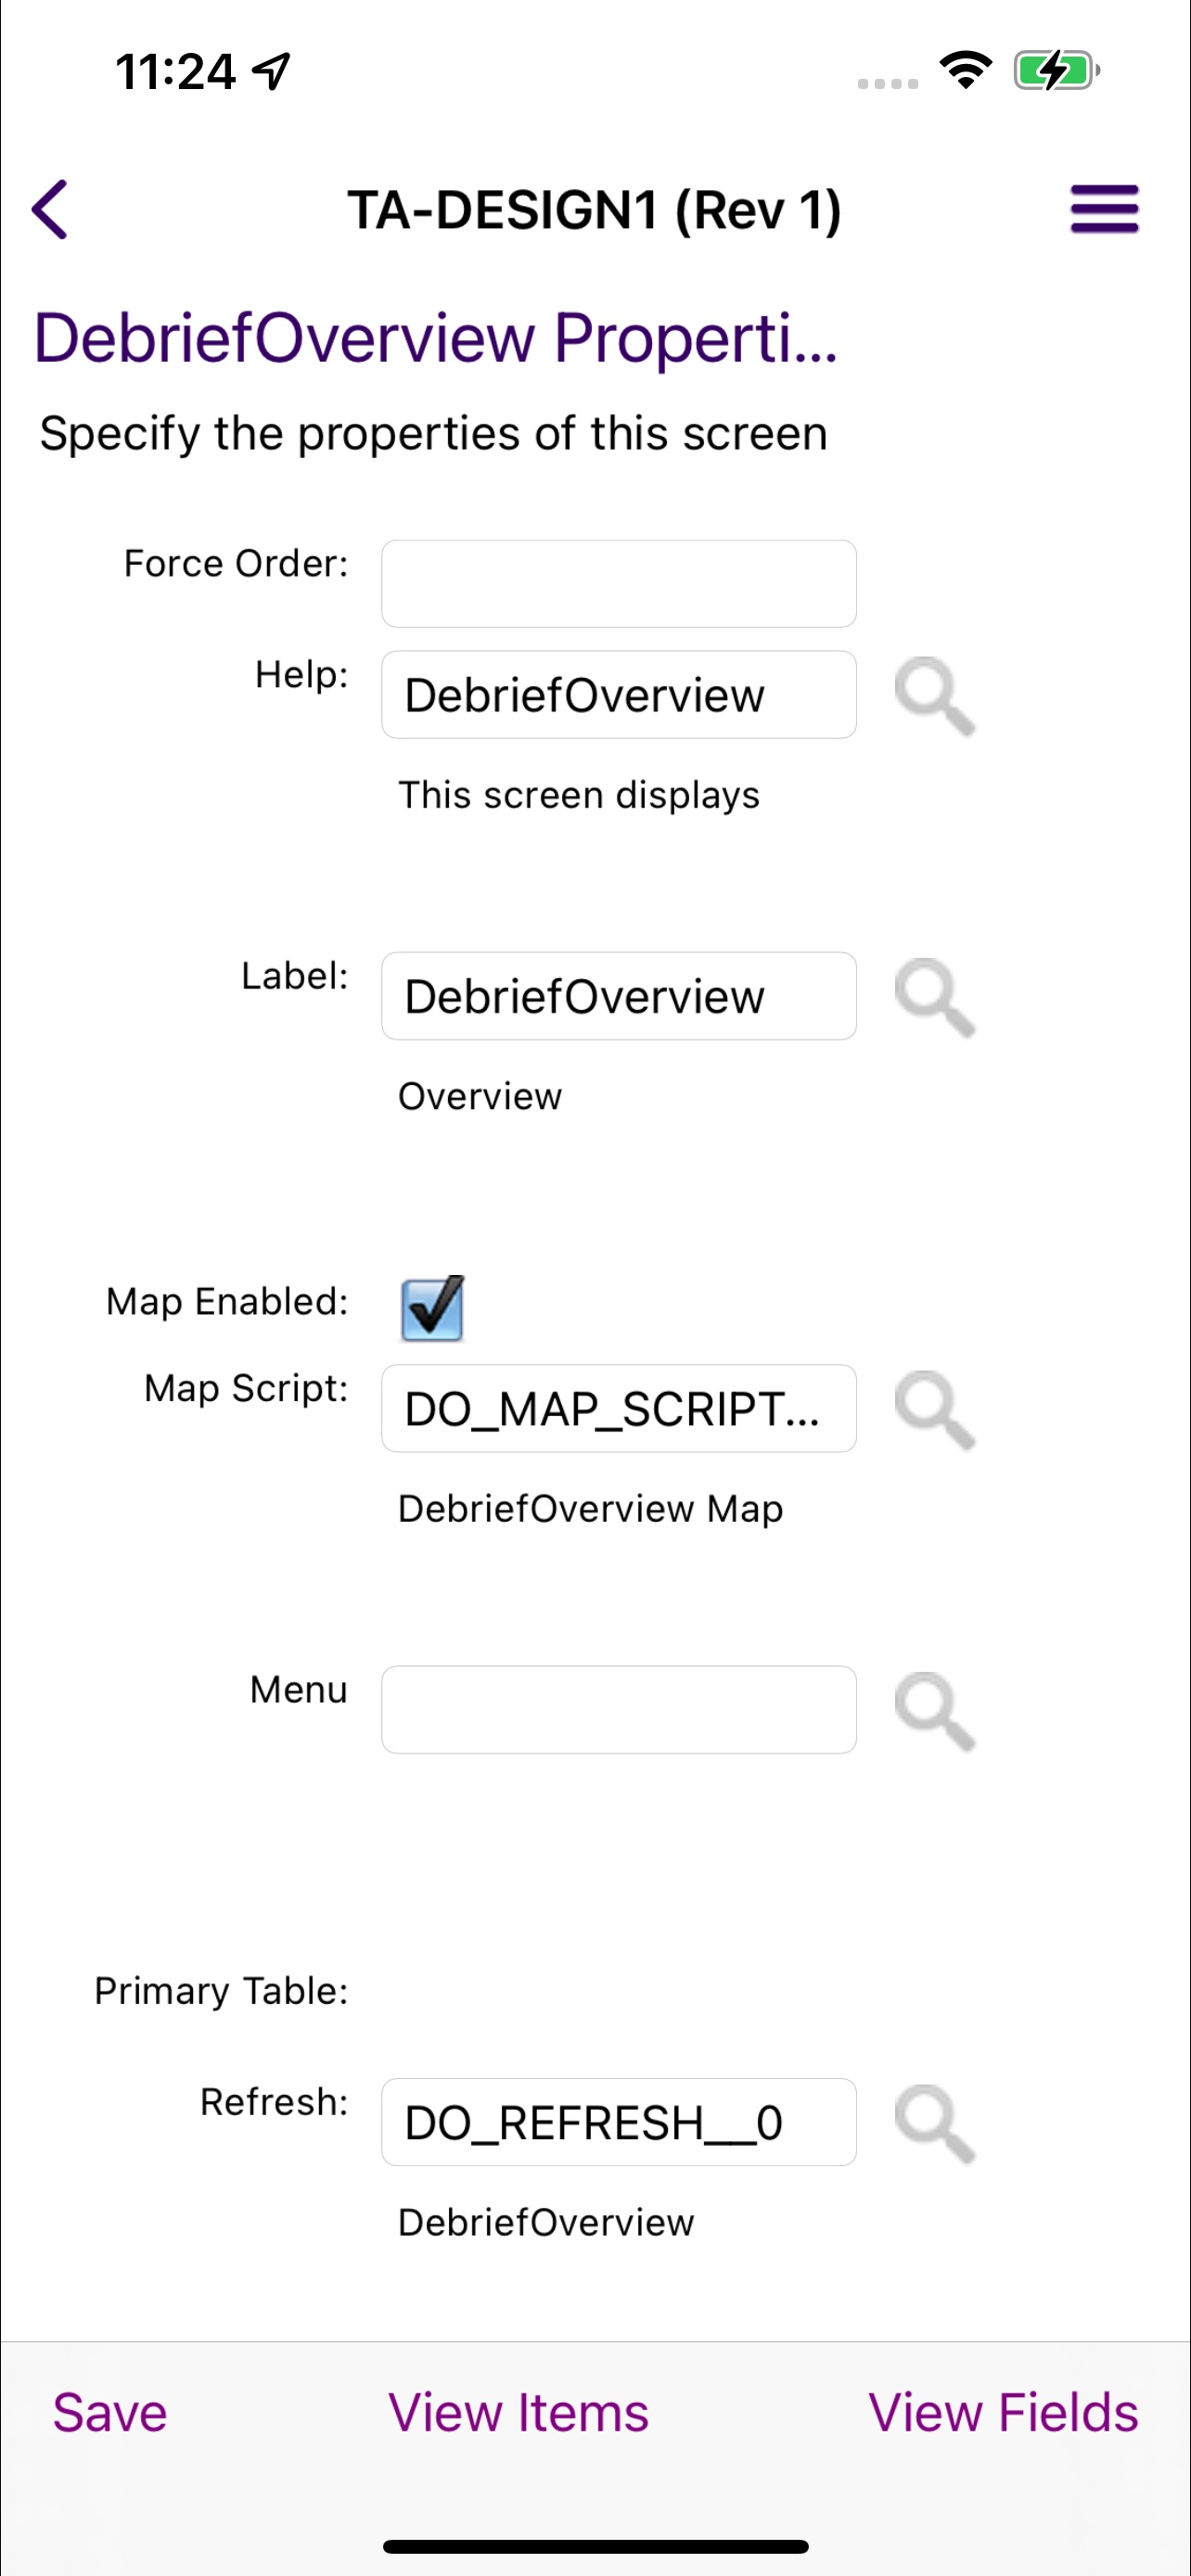 11:24
TA-DESIGN1 (Rev 1)
DebriefOverview Properti...
Specify the properties of this screen
Force Order:
Help: DebriefOverview
This screen displays
Label: DebriefOverview
Overview
Map Enabled:
Map Script: DO_MAP_SCRIPT...
DebriefOverview Map
Menu
Primary Table:
Refresh: DO_REFRESH__0
DebriefOverview
Save View Items View Fields